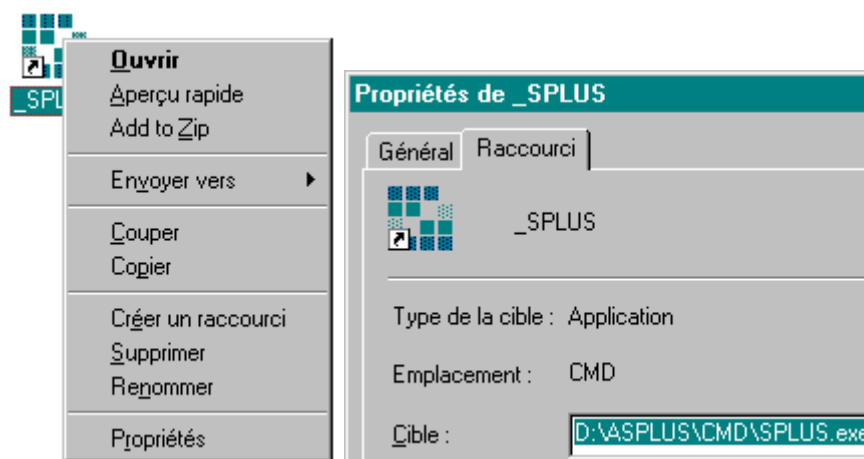 _SPL
Ouvrir
Aperçu rapide
Add to Zip
Envoyer vers
Couper
Copier
Créer un raccourci
Supprimer
Renommer
Propriétés
Propriétés de _SPLUS
Général Raccourci
_SPLUS
Type de la cible : Application
Emplacement : CMD
Cible : D:\ASPLUS\CMD\SPLUS.exe